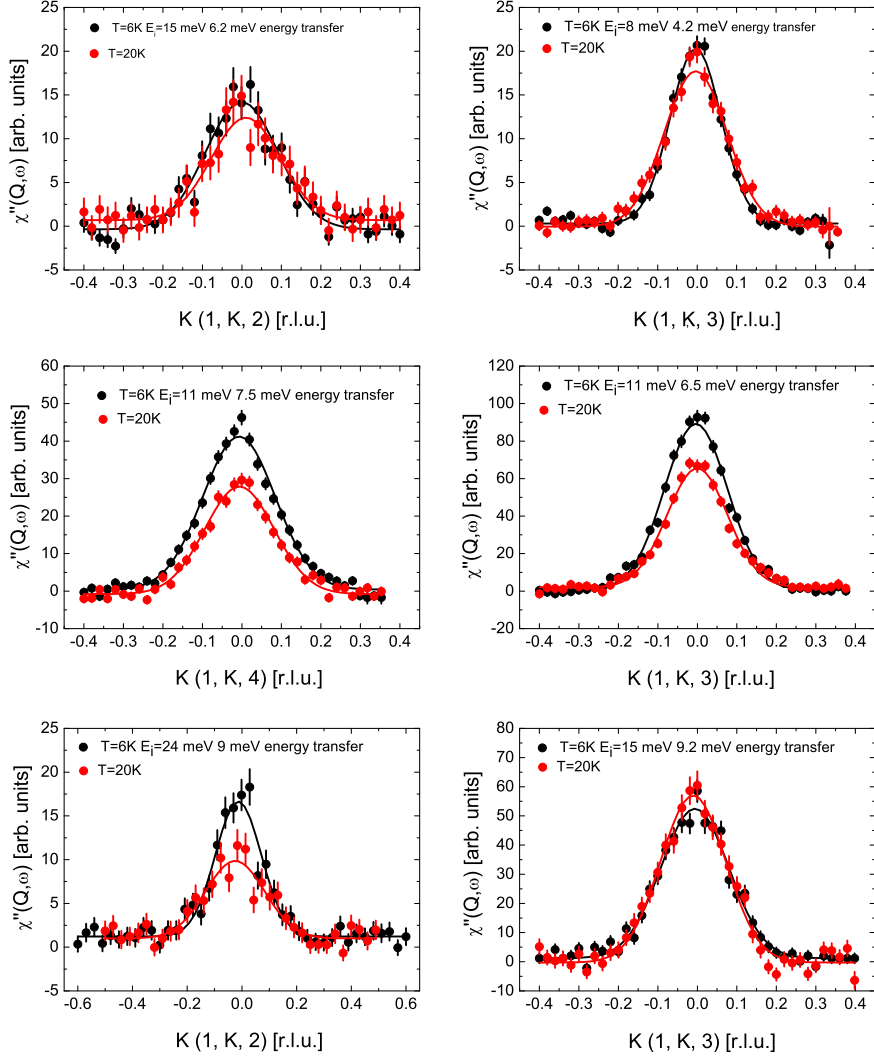 T=6K Ei=15 meV 6.2 meV energy transfer
T=20K
χ''(Q,ω) [arb. units]
25
20
15
10
5
0
-5
-0.4 -0.3 -0.2 -0.1 0.0 0.1 0.2 0.3 0.4
K (1, K, 2) [r.l.u.]
T=6K Ei=8 meV 4.2 meV energy transfer
T=20K
χ''(Q,ω) [arb. units]
25
20
15
10
5
0
-5
-0.4 -0.3 -0.2 -0.1 0.0 0.1 0.2 0.3 0.4
K (1, K, 3) [r.l.u.]
T=6K Ei=11 meV 7.5 meV energy transfer
T=20K
χ''(Q,ω) [arb. units]
60
50
40
30
20
10
0
-10
-0.4 -0.3 -0.2 -0.1 0.0 0.1 0.2 0.3 0.4
K (1, K, 4) [r.l.u.]
T=6K Ei=11 meV 6.5 meV energy transfer
T=20K
χ''(Q,ω) [arb. units]
120
100
80
60
40
20
0
-20
-0.4 -0.3 -0.2 -0.1 0.0 0.1 0.2 0.3 0.4
K (1, K, 3) [r.l.u.]
T=6K Ei=24 meV 9 meV energy transfer
T=20K
χ''(Q,ω) [arb. units]
25
20
15
10
5
0
-5
-0.6 -0.4 -0.2 0.0 0.2 0.4 0.6
K (1, K, 2) [r.l.u.]
T=6K Ei=15 meV 9.2 meV energy transfer
T=20K
χ''(Q,ω) [arb. units]
80
70
60
50
40
30
20
10
0
-10
-0.4 -0.3 -0.2 -0.1 0.0 0.1 0.2 0.3 0.4
K (1, K, 3) [r.l.u.]